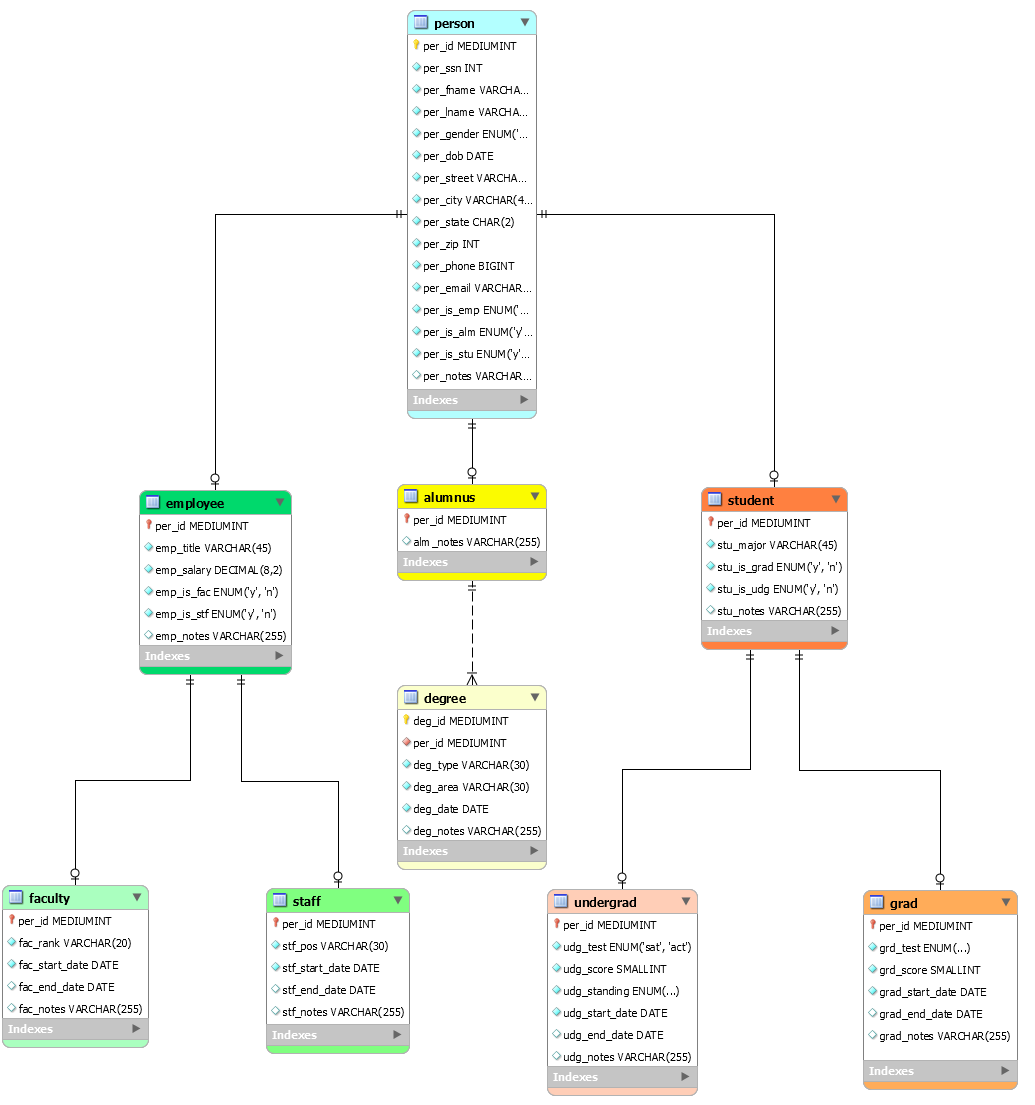 person
per_id MEDIUMINT
per_ssn INT
per_fname VARCHA...
per_lname VARCHA...
per_gender ENUM('...
per_dob DATE
per_street VARCHA...
per_city VARCHAR(4...
per_state CHAR(2)
per_zip INT
per_phone BIGINT
per_email VARCHAR...
per_is_emp ENUM('...
per_is_alm ENUM('y'...
per_is_stu ENUM('y'...
per_notes VARCHAR...
Indexes
employee
per_id MEDIUMINT
emp_title VARCHAR(45)
emp_salary DECIMAL(8,2)
emp_is_fac ENUM('y', 'n')
emp_is_stf ENUM('y', 'n')
emp_notes VARCHAR(255)
Indexes
alumnus
per_id MEDIUMINT
alm_notes VARCHAR(255)
Indexes
student
per_id MEDIUMINT
stu_major VARCHAR(45)
stu_is_grad ENUM('y', 'n')
stu_is_udg ENUM('y', 'n')
stu_notes VARCHAR(255)
Indexes
degree
deg_id MEDIUMINT
per_id MEDIUMINT
deg_type VARCHAR(30)
deg_area VARCHAR(30)
deg_date DATE
deg_notes VARCHAR(255)
Indexes
faculty
per_id MEDIUMINT
fac_rank VARCHAR(20)
fac_start_date DATE
fac_end_date DATE
fac_notes VARCHAR(255)
Indexes
staff
per_id MEDIUMINT
stf_pos VARCHAR(30)
stf_start_date DATE
stf_end_date DATE
stf_notes VARCHAR(255)
Indexes
undergrad
per_id MEDIUMINT
udg_test ENUM('sat', 'act')
udg_score SMALLINT
udg_standing ENUM(...)
udg_start_date DATE
udg_end_date DATE
udg_notes VARCHAR(255)
Indexes
grad
per_id MEDIUMINT
grd_test ENUM(...)
grd_score SMALLINT
grad_start_date DATE
grad_end_date DATE
grad_notes VARCHAR(255)
Indexes